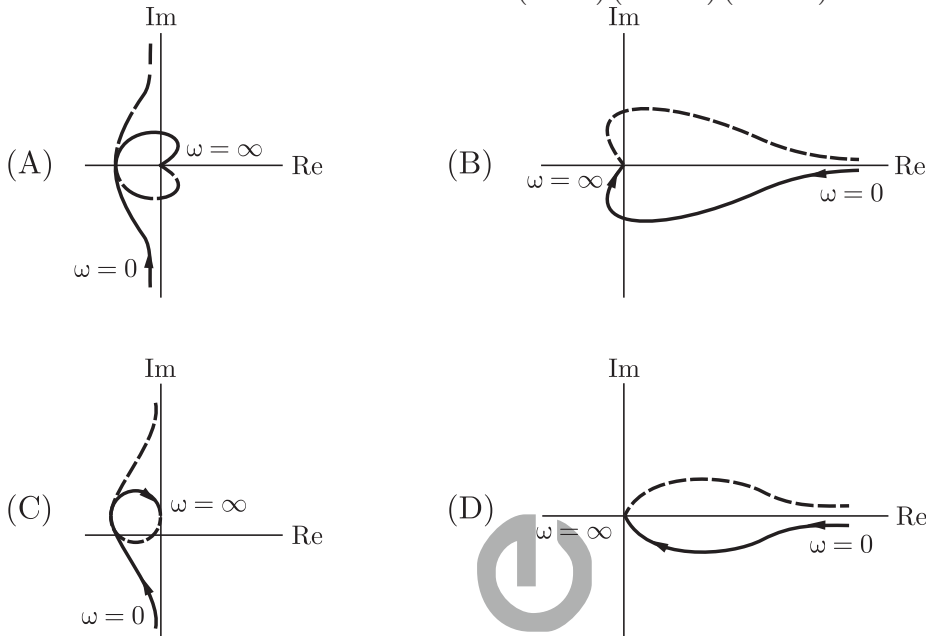 Im
Im
(A)
ω = ∞
Re
(B)
ω = ∞
Re
ω = 0
ω = 0
Im
Im
(C)
ω = ∞
Re
(D)
ω = ∞
Re
ω = 0
ω = 0